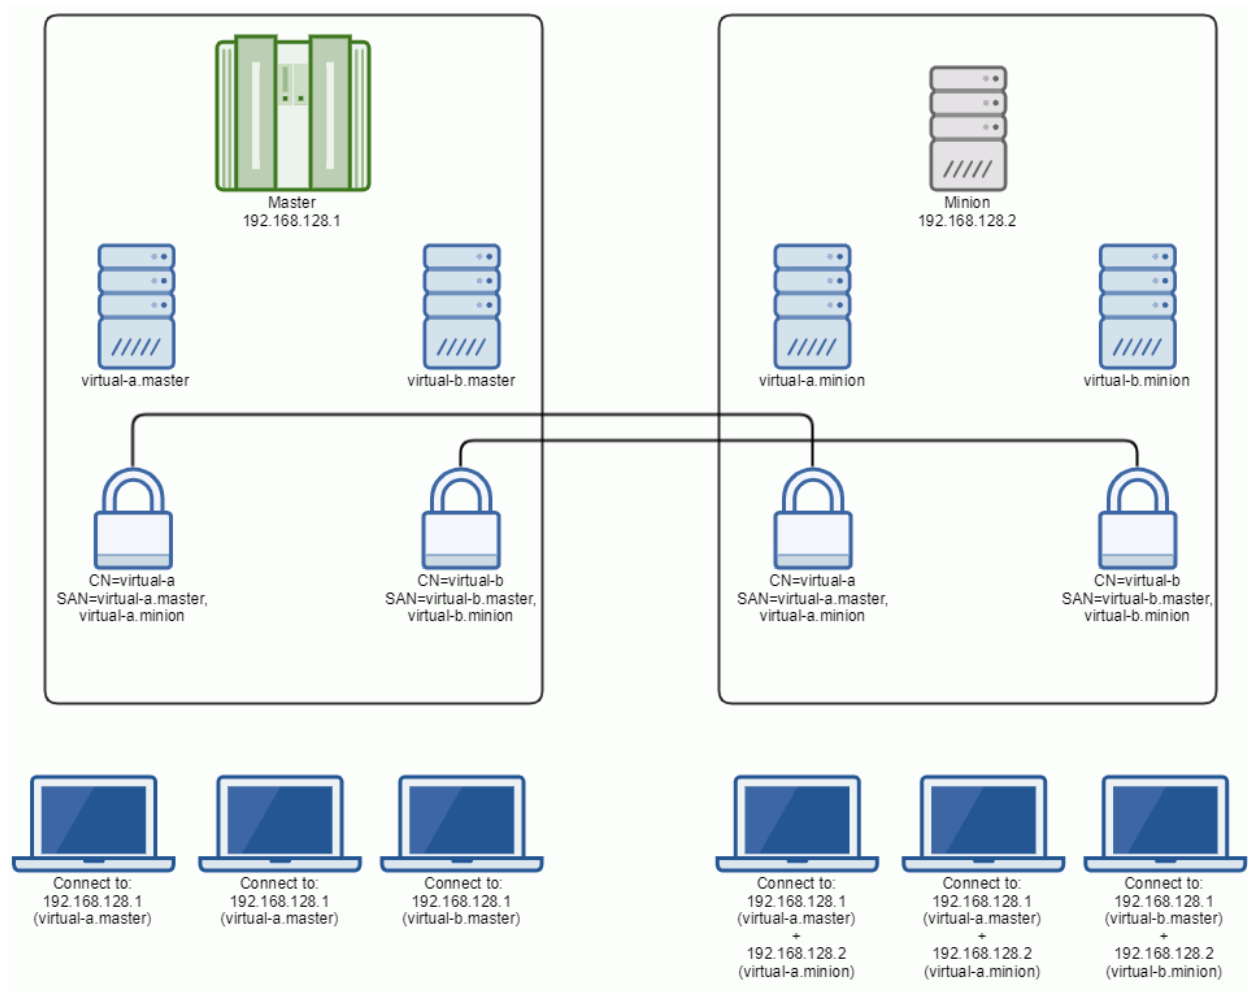 Master
192.168.128.1
Minion
192.168.128.2
virtual-a.master
virtual-b.master
virtual-a.minion
virtual-b.minion
CN=virtual-a
SAN=virtual-a.master,
virtual-a.minion
CN=virtual-b
SAN=virtual-b.master,
virtual-b.minion
CN=virtual-a
SAN=virtual-a.master,
virtual-a.minion
CN=virtual-b
SAN=virtual-b.master,
virtual-b.minion
Connect to:
192.168.128.1
(virtual-a.master)
Connect to:
192.168.128.1
(virtual-a.master)
Connect to:
192.168.128.1
(virtual-b.master)
Connect to:
192.168.128.1
(virtual-a.master)
+
192.168.128.2
(virtual-a.minion)
Connect to:
192.168.128.1
(virtual-a.master)
+
192.168.128.2
(virtual-a.minion)
Connect to:
192.168.128.1
(virtual-b.master)
+
192.168.128.2
(virtual-b.minion)